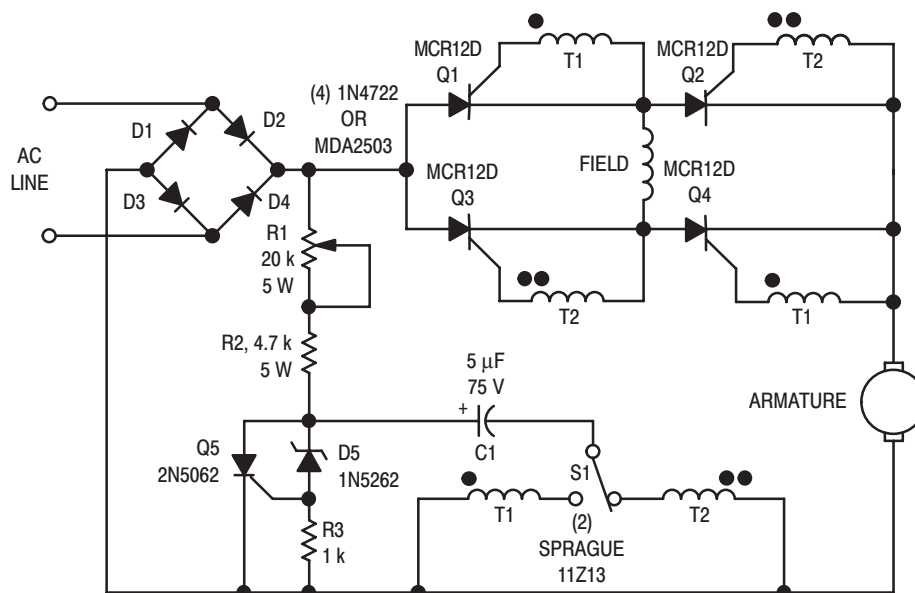 MCR12D
Q1
T1
MCR12D
Q2
T2
(4) 1N4722
OR
MDA2503
D1
D2
AC
LINE
D3
D4
MCR12D
Q3
FIELD
MCR12D
Q4
R1
20 k
5 W
T2
T1
R2, 4.7 k
5 W
5 μF
75 V
+
C1
ARMATURE
Q5
2N5062
D5
1N5262
S1
T1
(2)
SPRAGUE
11Z13
T2
R3
1 k